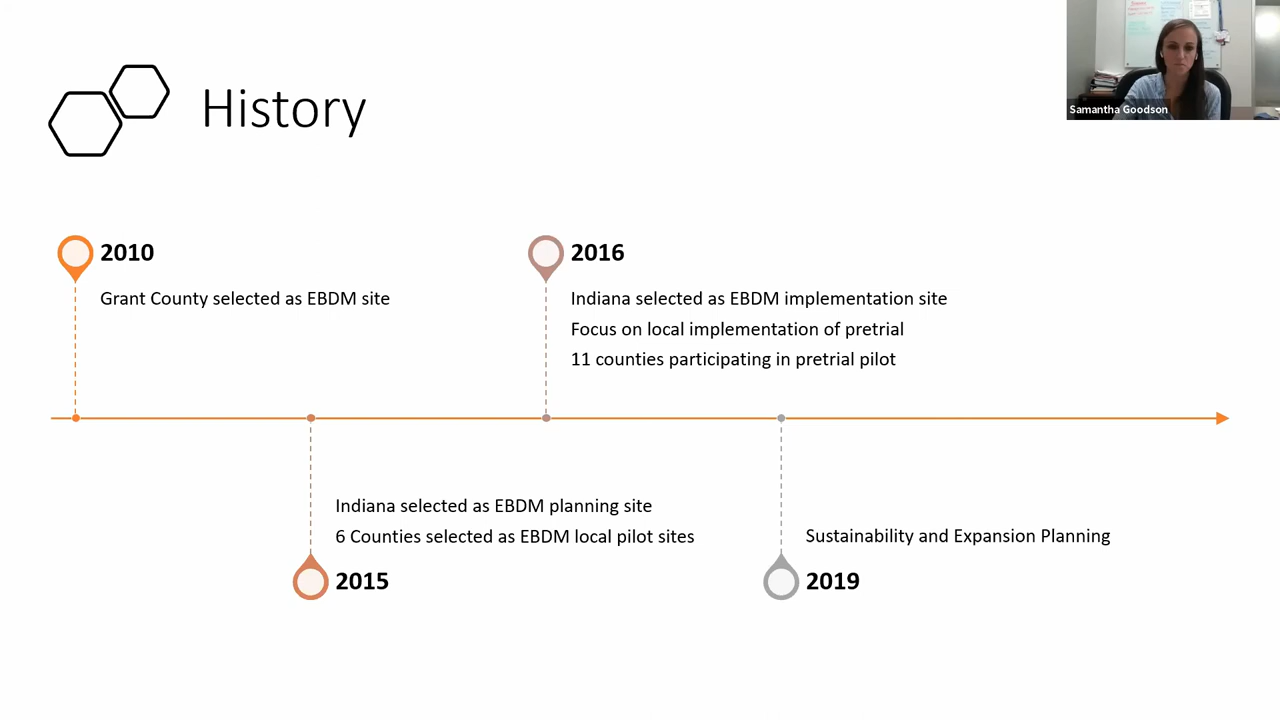 History
Samantha Goodson
2010
Grant County selected as EBDM site
2016
Indiana selected as EBDM implementation site
Focus on local implementation of pretrial
11 counties participating in pretrial pilot
Indiana selected as EBDM planning site
6 Counties selected as EBDM local pilot sites
2015
Sustainability and Expansion Planning
2019